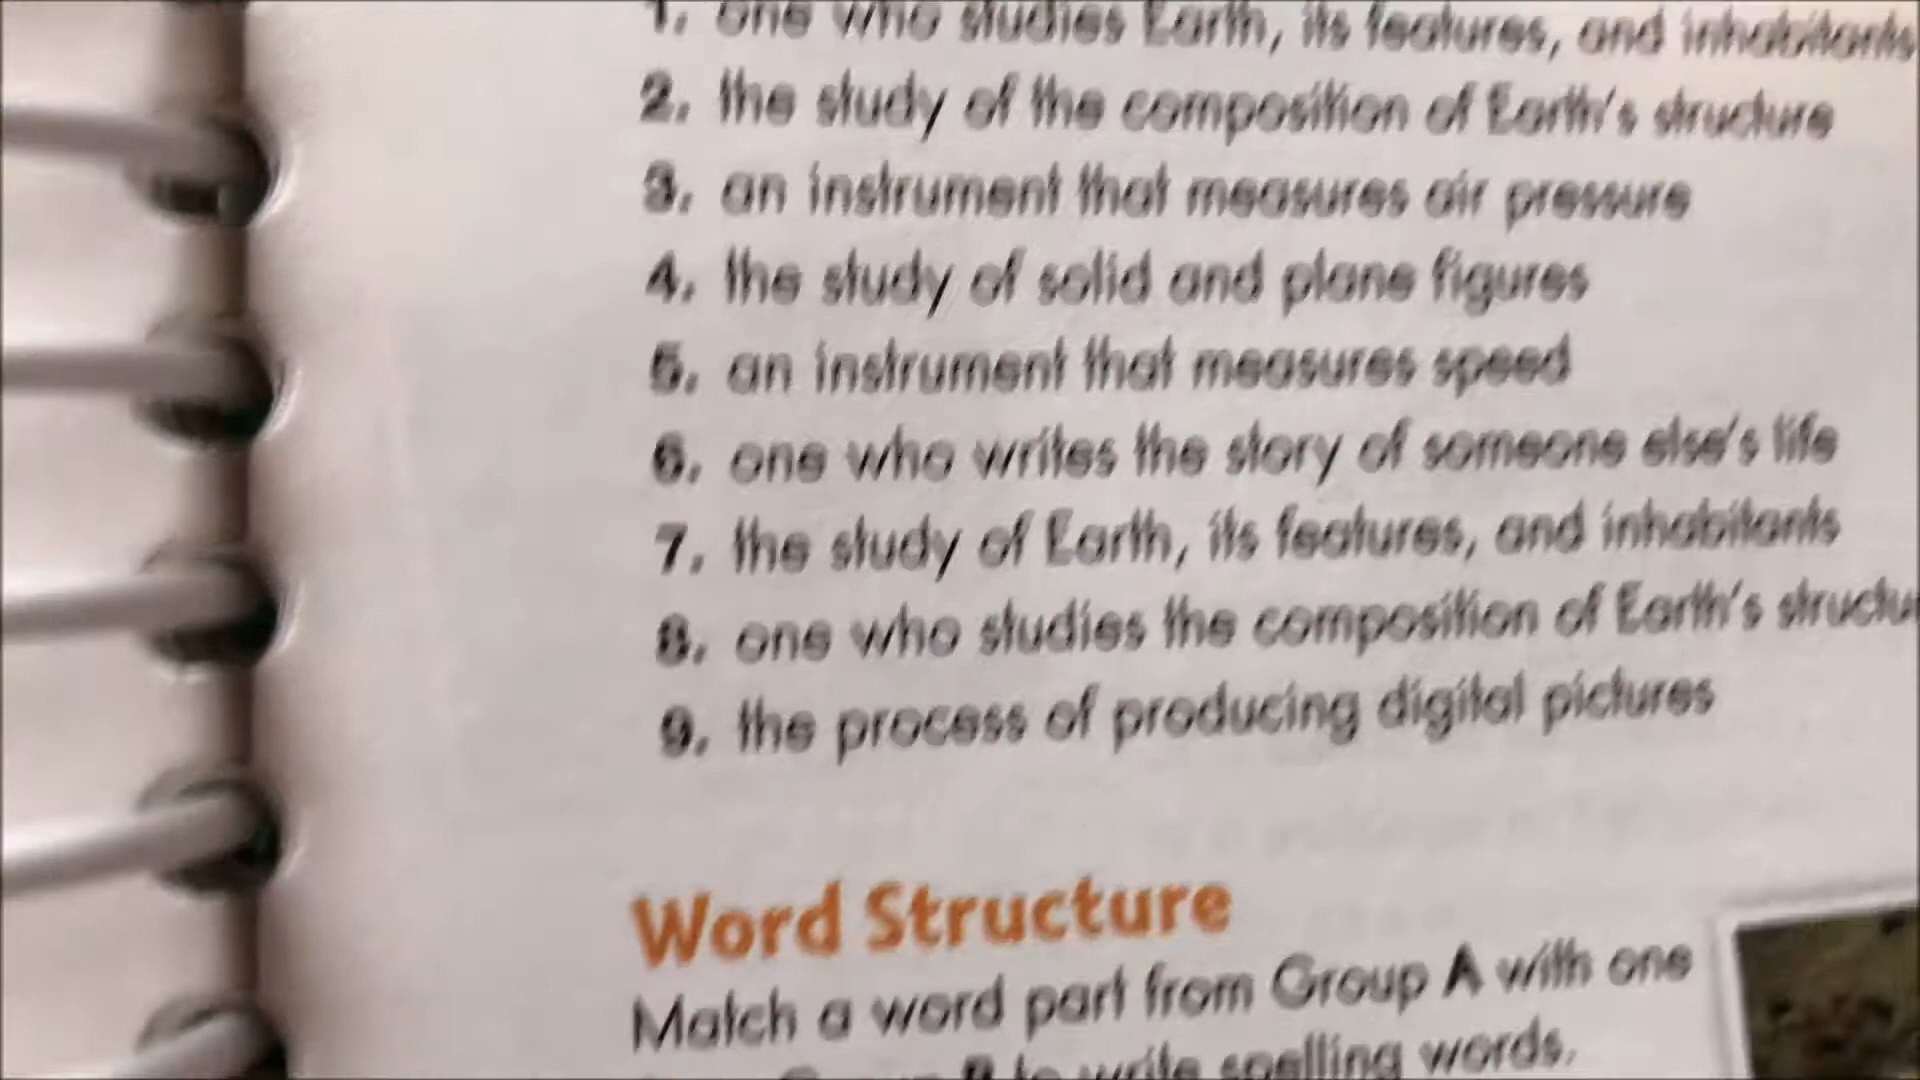 1. one who studies Earth, its features, and inhabitants
2. the study of the composition of Earth's structure
3. an instrument that measures air pressure
4. the study of solid and plane figures
5. an instrument that measures speed
6. one who writes the story of someone else's life
7. the study of Earth, its features, and inhabitants
8. one who studies the composition of Earth's structu
9. the process of producing digital pictures
Word Structure
Match a word part from Group A with one
Group B to write spelling words.